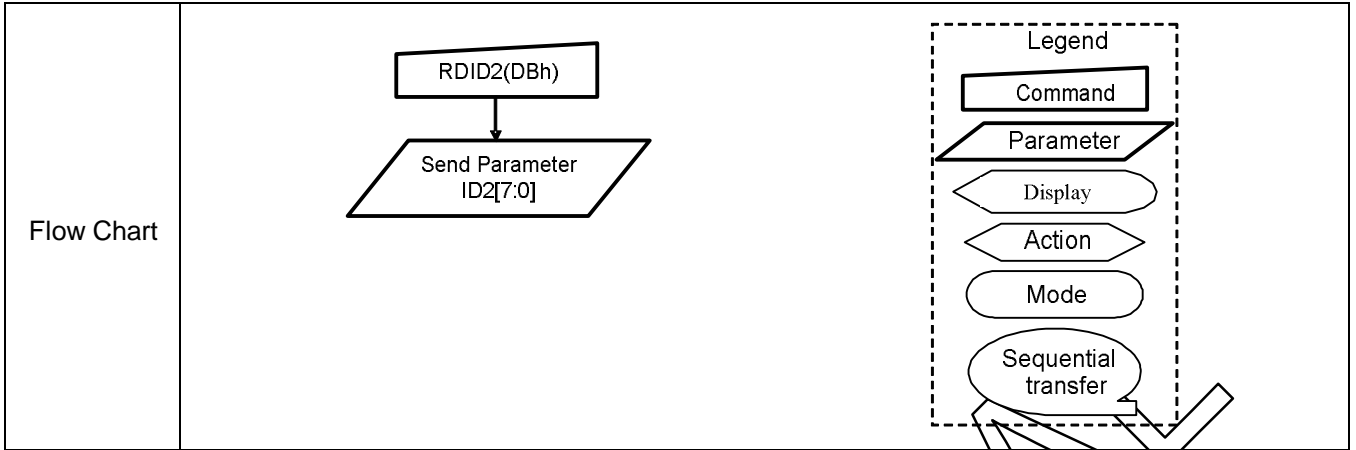 Flow Chart
RDID2(DBh)
Send Parameter
ID2[7:0]
Legend
Command
Parameter
Display
Action
Mode
Sequential
transfer